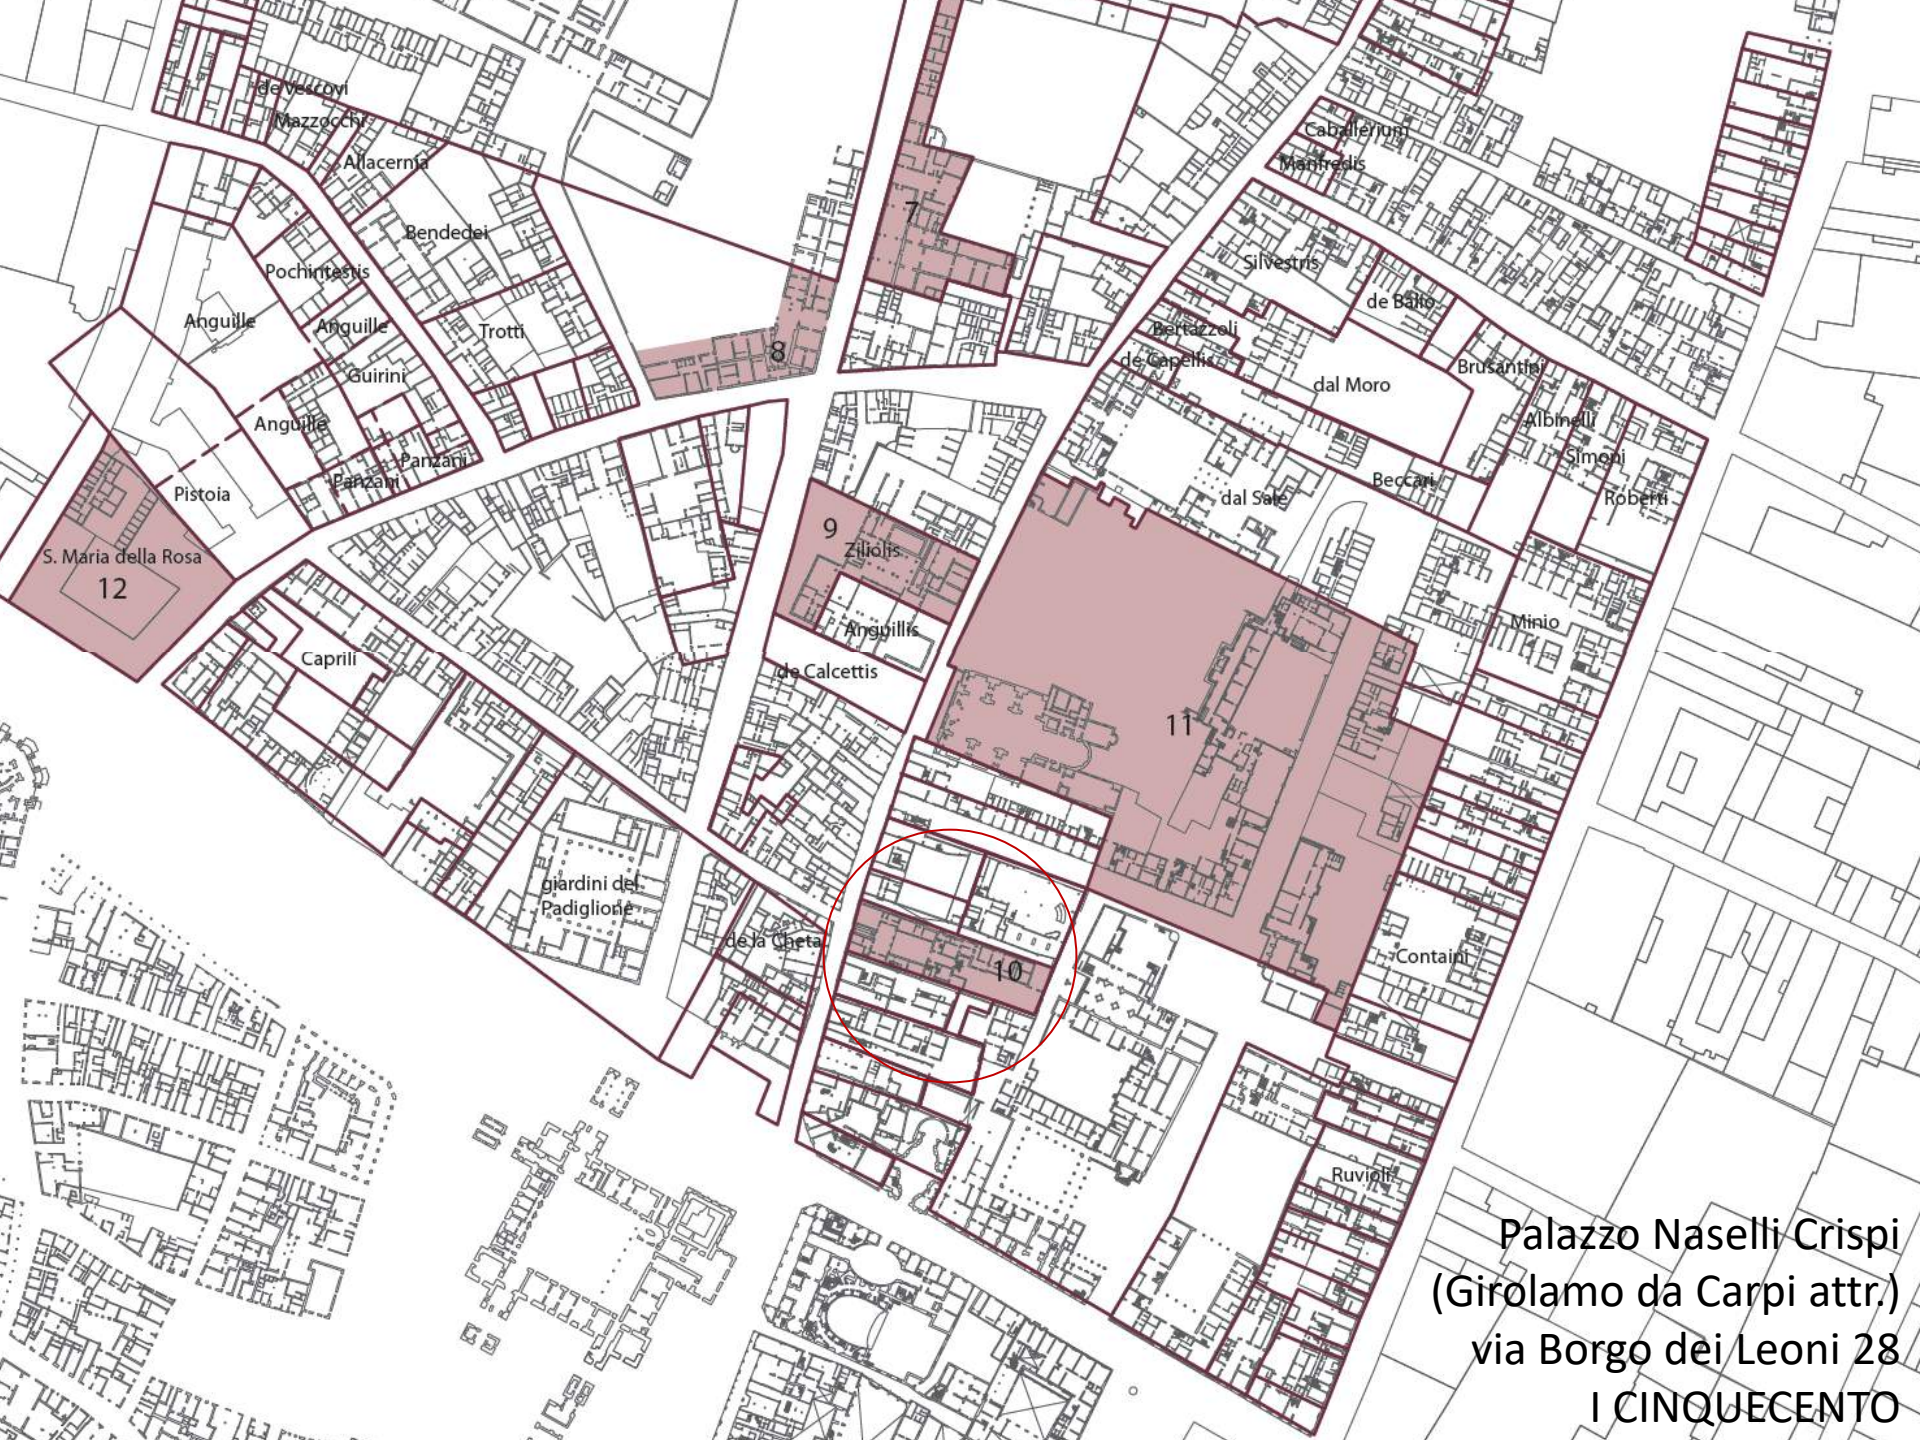 de Vescovi
Mazzocchi
Allacernia
Bendedei
Pochintestis
Anguille
Anguille
Trotti
Guirini
Anguille
Panzani
Panzani
Pistoia
S. Maria della Rosa
12
Caprili
giardini del
Padiglione
de la Cheta
7
8
9
Ziliolis
Anguillis
de Calcettis
10
11
Caballerium
Manfredis
Silvestris
de Balio
Bertazzoli
de Capellis
dal Moro
Brusantini
Albinelli
Simoni
Roberti
Beccari
dal Sale
Minio
Containi
Ruvioli
Palazzo Naselli Crispi
(Girolamo da Carpi attr.)
via Borgo dei Leoni 28
I CINQUECENTO